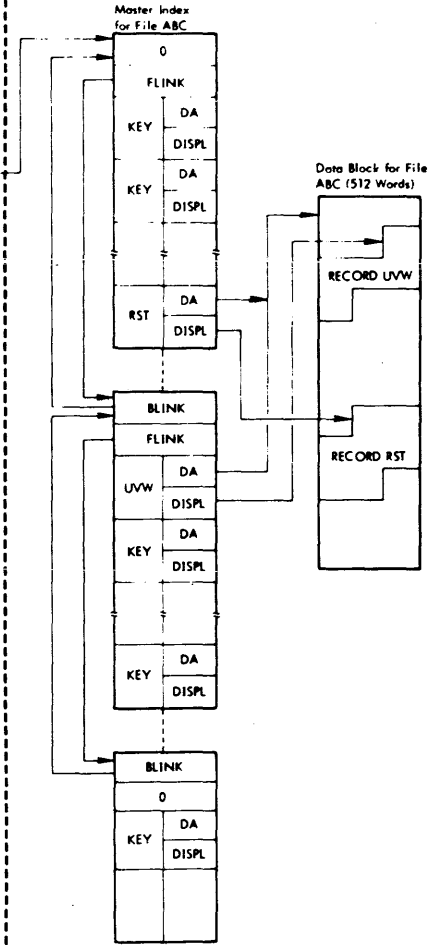 Master Index
for File ABC
0
FLINK
KEY DA
DISPL
KEY DA
DISPL
RST DA
DISPL
Data Block for File
ABC (512 Words)
RECORD UVW
RECORD RST
BLINK
FLINK
UVW DA
DISPL
KEY DA
DISPL
KEY DA
DISPL
BLINK
0
KEY DA
DISPL